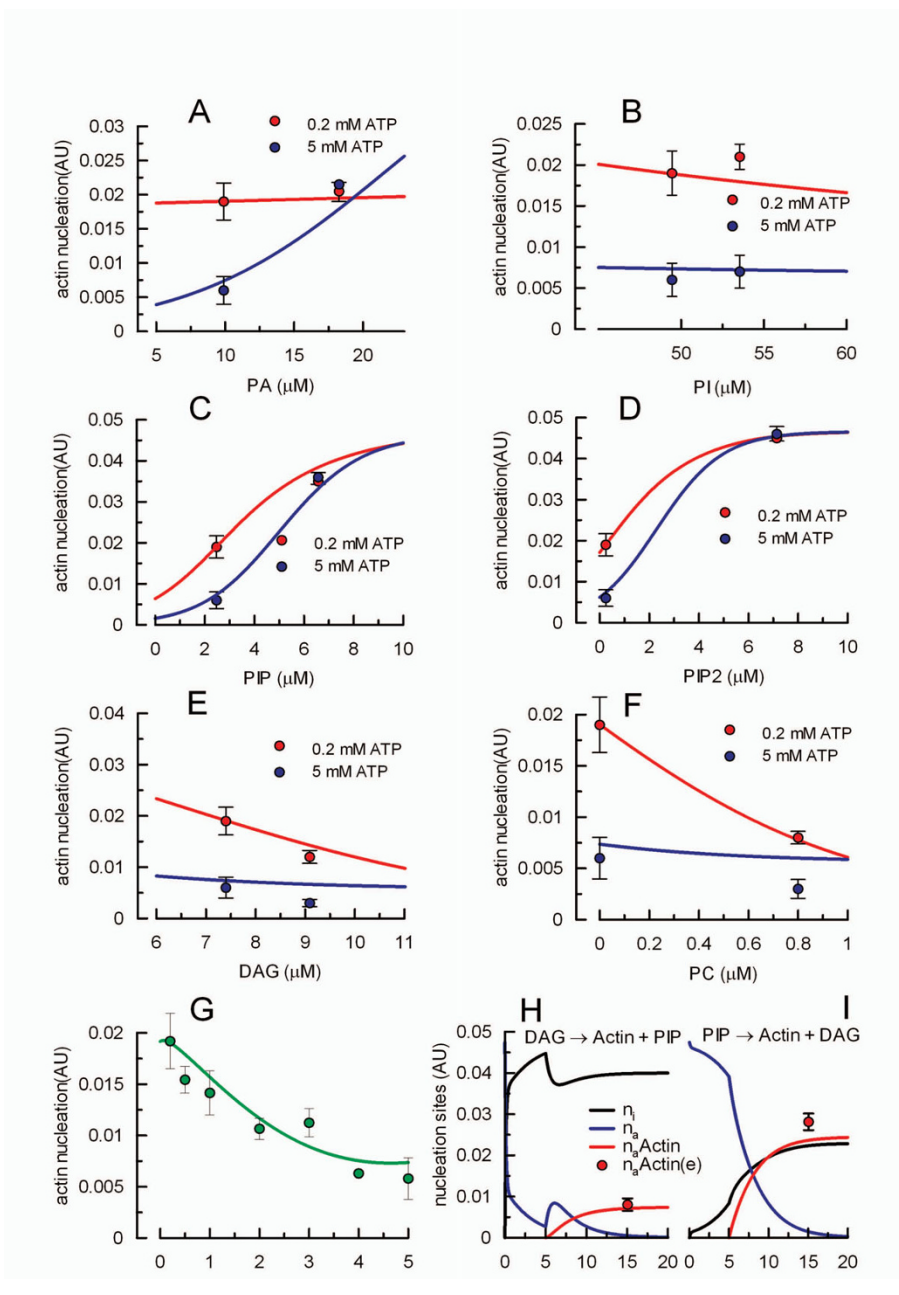 A
0.03
0.2 mM ATP
5 mM ATP
0.025
0.02
0.015
0.01
0.005
0
actin nucleation(AU)
5 10 15 20
PA (µM)
B
0.025
0.02
0.015
0.01
0.005
0
actin nucleation(AU)
0.2 mM ATP
5 mM ATP
50 55 60
PI (µM)
C
0.05
0.04
0.03
0.02
0.01
0
actin nucleation(AU)
0.2 mM ATP
5 mM ATP
0 2 4 6 8 10
PIP (µM)
D
0.05
0.04
0.03
0.02
0.01
0
actin nucleation(AU)
0.2 mM ATP
5 mM ATP
0 2 4 6 8 10
PIP2 (µM)
E
0.04
0.03
0.02
0.01
0
actin nucleation(AU)
0.2 mM ATP
5 mM ATP
6 7 8 9 10 11
DAG (µM)
F
0.02
0.015
0.01
0.005
0
actin nucleation(AU)
0.2 mM ATP
5 mM ATP
0 0.2 0.4 0.6 0.8 1
PC (µM)
G
0.02
0.015
0.01
0.005
0
actin nucleation(AU)
0 1 2 3 4 5
H I
DAG → Actin + PIP PIP → Actin + DAG
0.05
0.04
0.03
0.02
0.01
0
nucleation sites (AU)
nᵢ
nₐ
nₐActin
nₐActin(e)
0 5 10 15 20 0 5 10 15 20